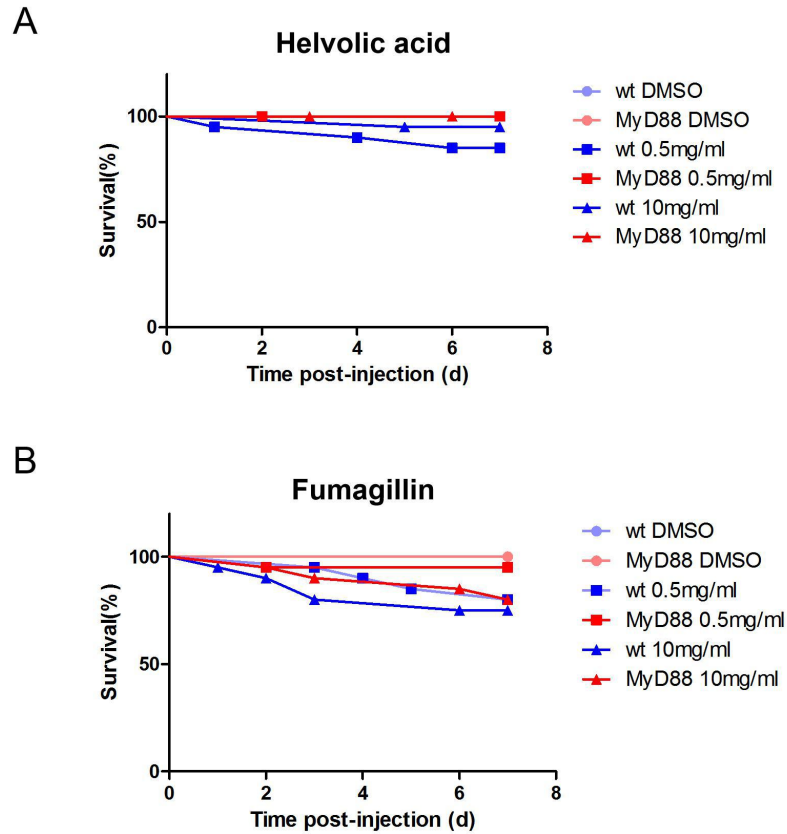 A
Helvolic acid
Survival(%)
100
50
0
0 2 4 6 8
Time post-injection (d)
wt DMSO
MyD88 DMSO
wt 0.5mg/ml
MyD88 0.5mg/ml
wt 10mg/ml
MyD88 10mg/ml
B
Fumagillin
Survival(%)
100
50
0
0 2 4 6 8
Time post-injection (d)
wt DMSO
MyD88 DMSO
wt 0.5mg/ml
MyD88 0.5mg/ml
wt 10mg/ml
MyD88 10mg/ml